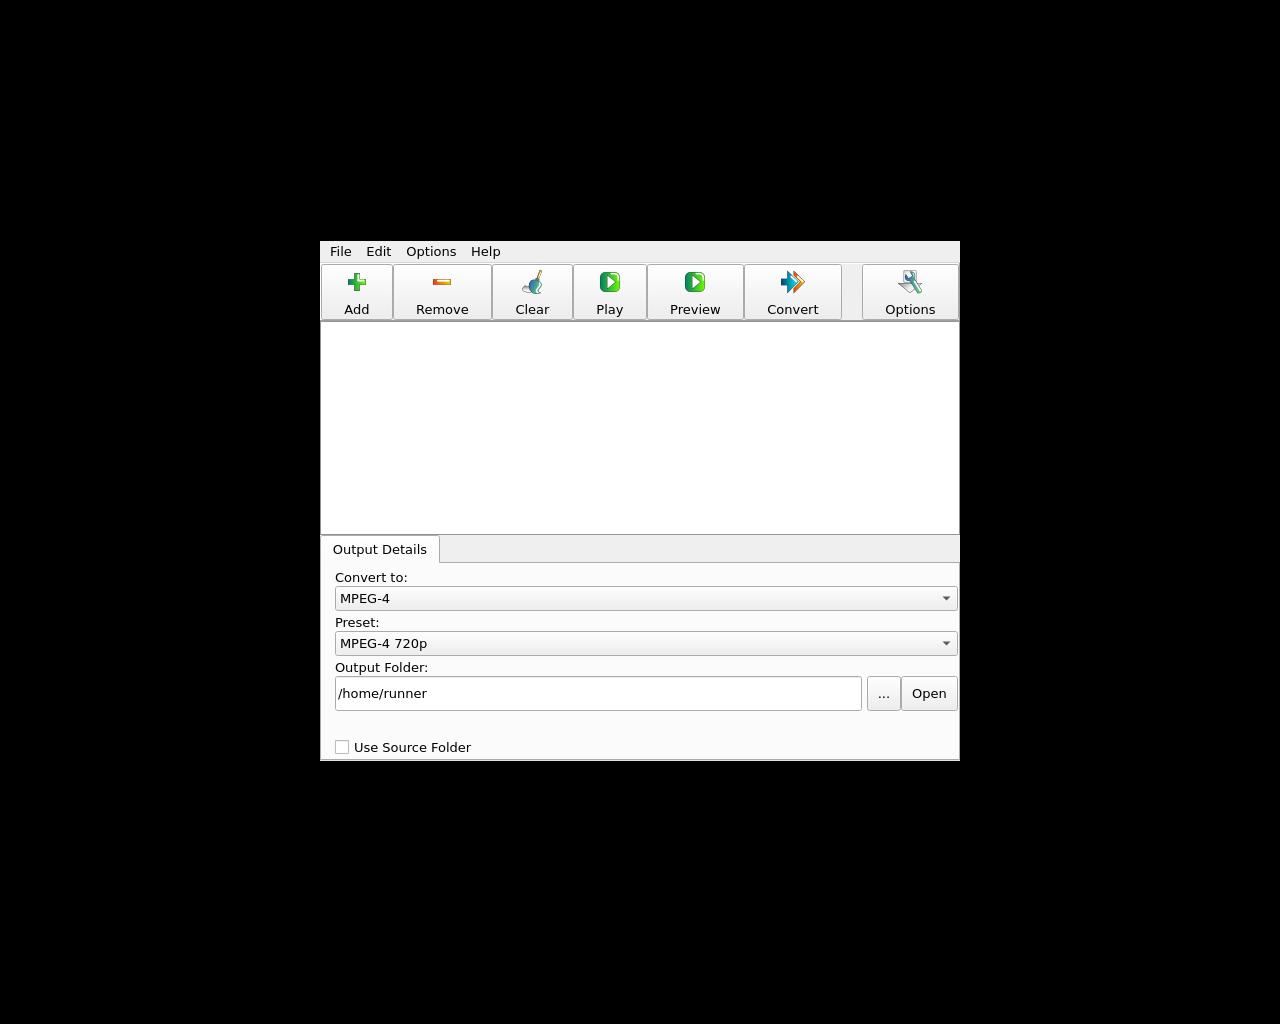 File Edit Options Help
Add Remove Clear Play Preview Convert Options
Output Details
Convert to:
MPEG-4
Preset:
MPEG-4 720p
Output Folder:
/home/runner ... Open
Use Source Folder